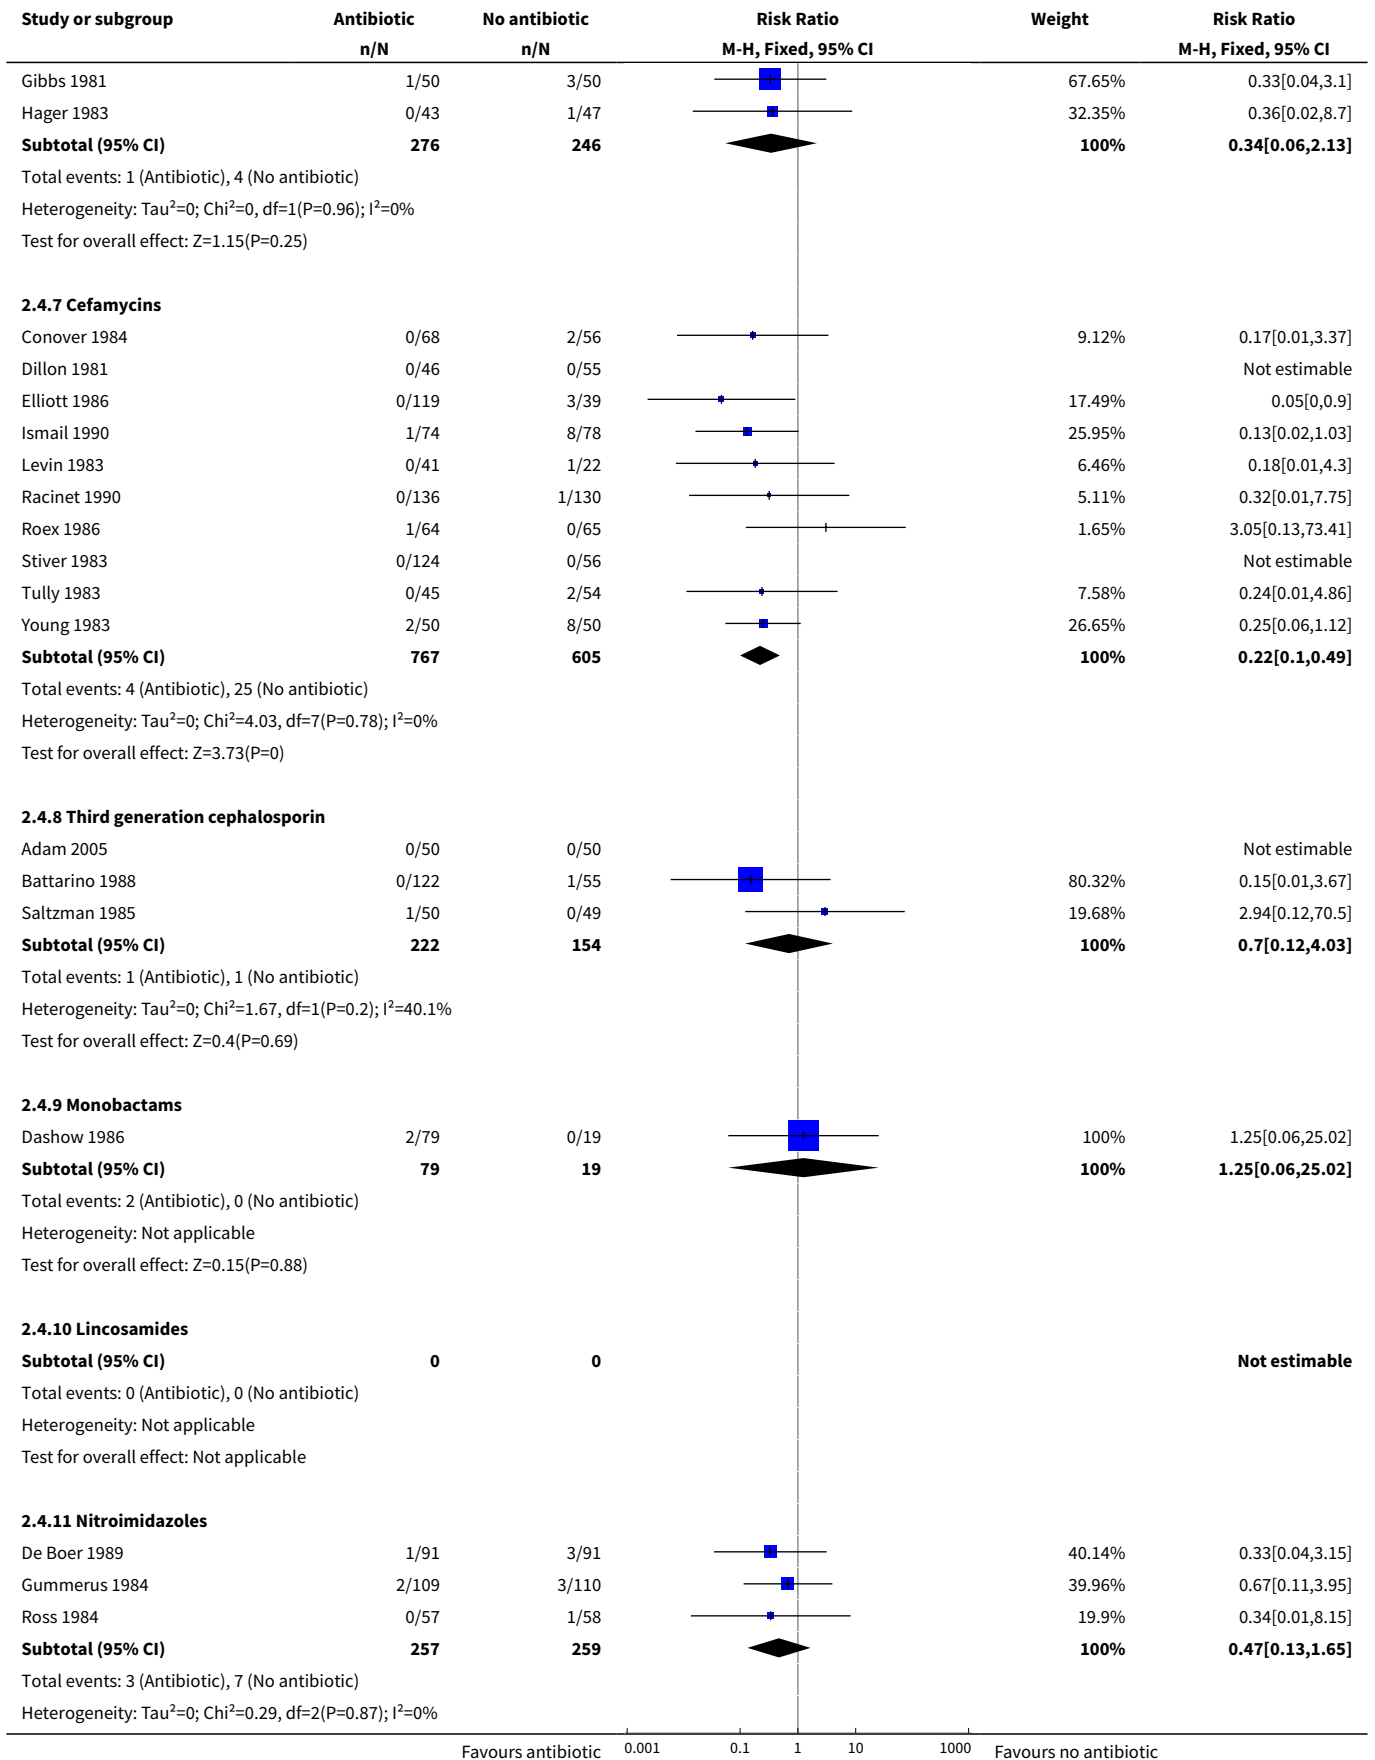 Study or subgroup Antibiotic No antibiotic Risk Ratio Weight Risk Ratio
n/N n/N M-H, Fixed, 95% CI M-H, Fixed, 95% CI
Gibbs 1981 1/50 3/50 67.65% 0.33[0.04,3.1]
Hager 1983 0/43 1/47 32.35% 0.36[0.02,8.7]
Subtotal (95% CI) 276 246 100% 0.34[0.06,2.13]
Total events: 1 (Antibiotic), 4 (No antibiotic)
Heterogeneity: Tau²=0; Chi²=0, df=1(P=0.96); I²=0%
Test for overall effect: Z=1.15(P=0.25)
2.4.7 Cefamycins
Conover 1984 0/68 2/56 9.12% 0.17[0.01,3.37]
Dillon 1981 0/46 0/55 Not estimable
Elliott 1986 0/119 3/39 17.49% 0.05[0,0.9]
Ismail 1990 1/74 8/78 25.95% 0.13[0.02,1.03]
Levin 1983 0/41 1/22 6.46% 0.18[0.01,4.3]
Racinet 1990 0/136 1/130 5.11% 0.32[0.01,7.75]
Roex 1986 1/64 0/65 1.65% 3.05[0.13,73.41]
Stiver 1983 0/124 0/56 Not estimable
Tully 1983 0/45 2/54 7.58% 0.24[0.01,4.86]
Young 1983 2/50 8/50 26.65% 0.25[0.06,1.12]
Subtotal (95% CI) 767 605 100% 0.22[0.1,0.49]
Total events: 4 (Antibiotic), 25 (No antibiotic)
Heterogeneity: Tau²=0; Chi²=4.03, df=7(P=0.78); I²=0%
Test for overall effect: Z=3.73(P=0)
2.4.8 Third generation cephalosporin
Adam 2005 0/50 0/50 Not estimable
Battarino 1988 0/122 1/55 80.32% 0.15[0.01,3.67]
Saltzman 1985 1/50 0/49 19.68% 2.94[0.12,70.5]
Subtotal (95% CI) 222 154 100% 0.7[0.12,4.03]
Total events: 1 (Antibiotic), 1 (No antibiotic)
Heterogeneity: Tau²=0; Chi²=1.67, df=1(P=0.2); I²=40.1%
Test for overall effect: Z=0.4(P=0.69)
2.4.9 Monobactams
Dashow 1986 2/79 0/19 100% 1.25[0.06,25.02]
Subtotal (95% CI) 79 19 100% 1.25[0.06,25.02]
Total events: 2 (Antibiotic), 0 (No antibiotic)
Heterogeneity: Not applicable
Test for overall effect: Z=0.15(P=0.88)
2.4.10 Lincosamides
Subtotal (95% CI) 0 0 Not estimable
Total events: 0 (Antibiotic), 0 (No antibiotic)
Heterogeneity: Not applicable
Test for overall effect: Not applicable
2.4.11 Nitroimidazoles
De Boer 1989 1/91 3/91 40.14% 0.33[0.04,3.15]
Gummerus 1984 2/109 3/110 39.96% 0.67[0.11,3.95]
Ross 1984 0/57 1/58 19.9% 0.34[0.01,8.15]
Subtotal (95% CI) 257 259 100% 0.47[0.13,1.65]
Total events: 3 (Antibiotic), 7 (No antibiotic)
Heterogeneity: Tau²=0; Chi²=0.29, df=2(P=0.87); I²=0%
Favours antibiotic 0.001 0.1 1 10 1000 Favours no antibiotic